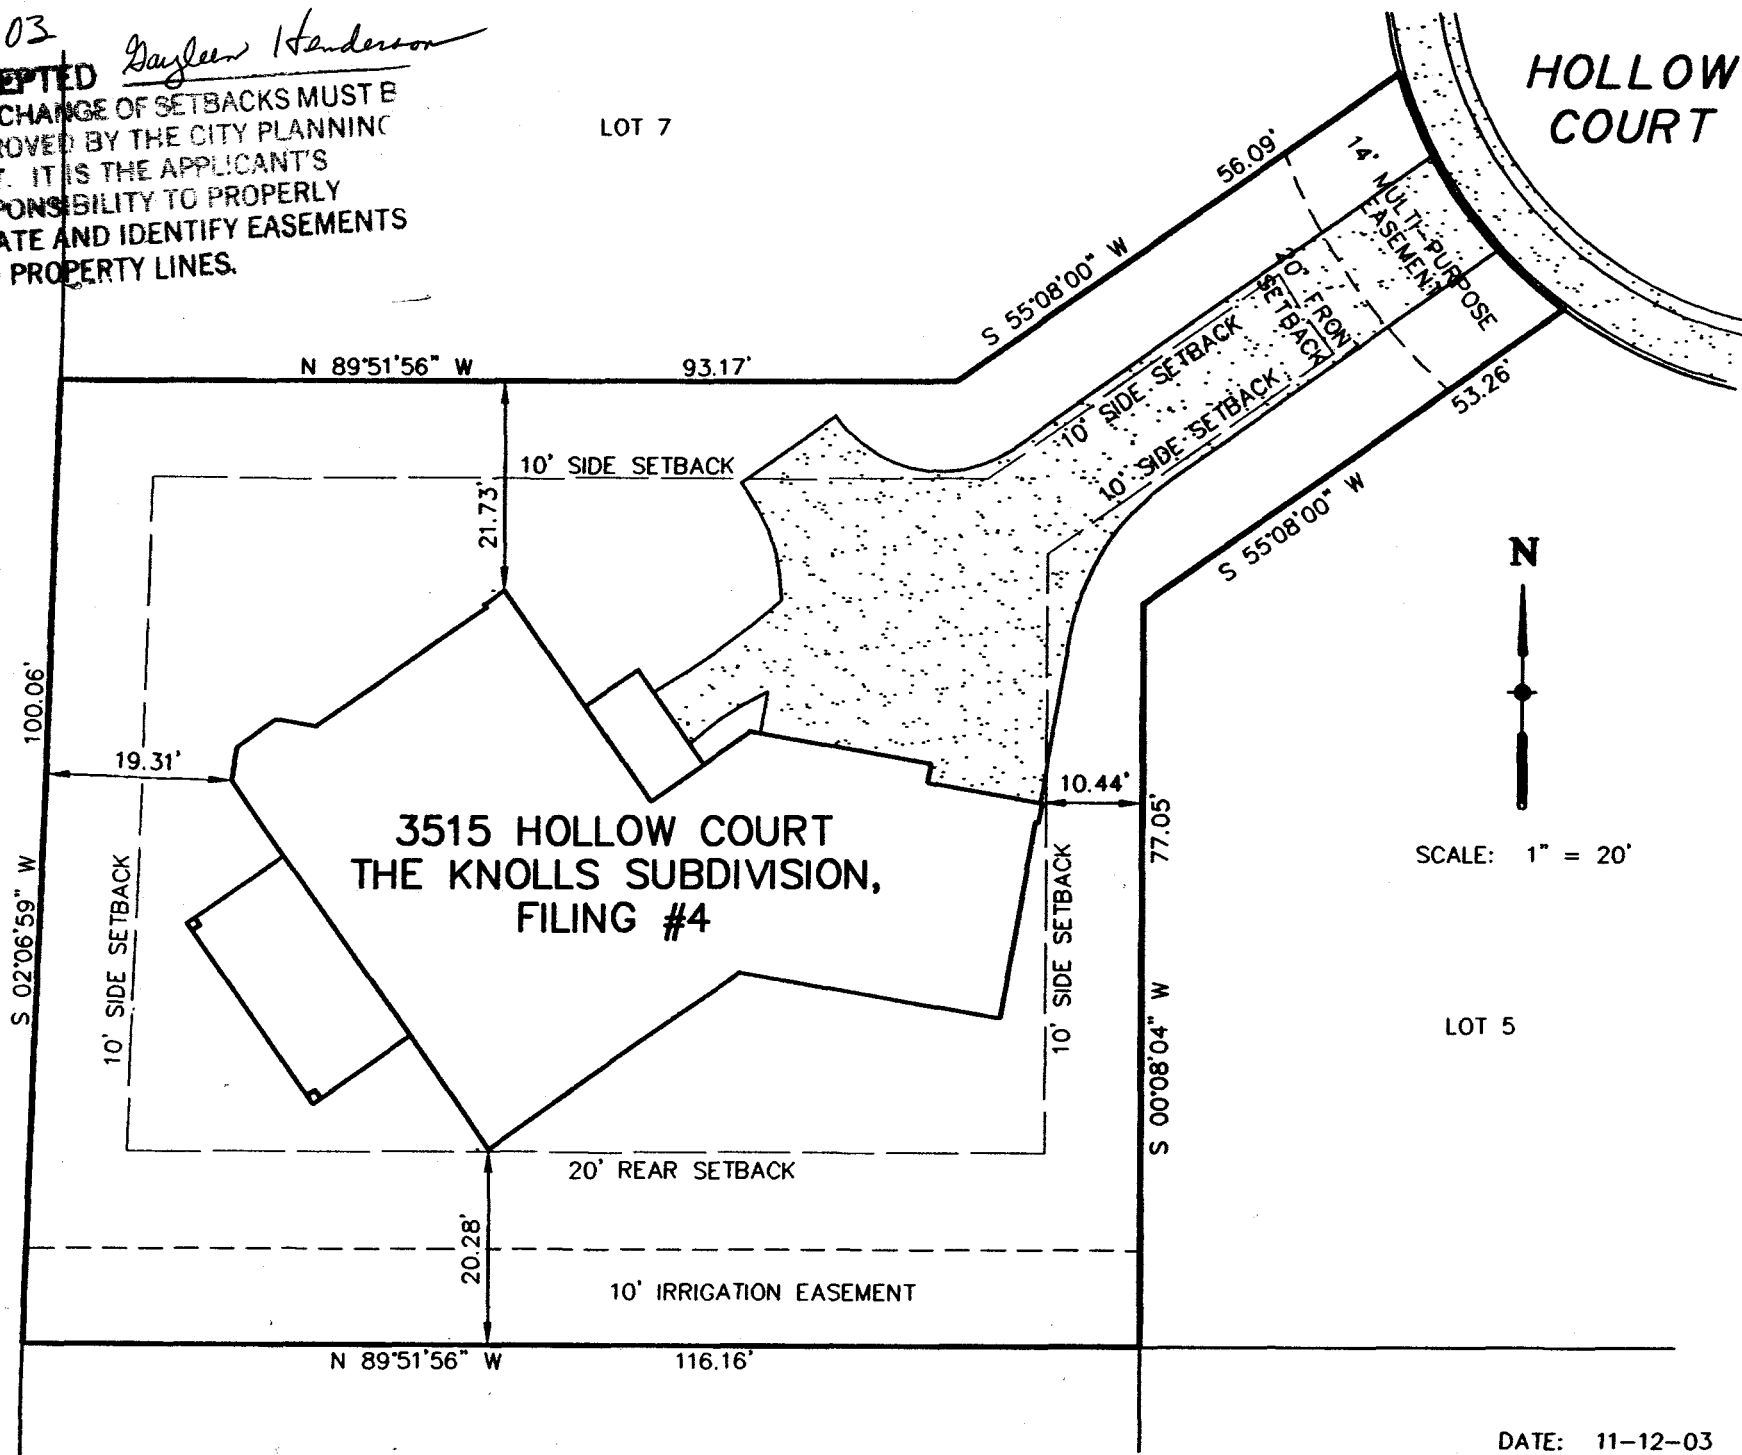 03
EPTED Gayleen Henderson
CHANGE OF SETBACKS MUST B
ROVED BY THE CITY PLANNING
T. IT IS THE APPLICANT'S
PONSIBILITY TO PROPERLY
ATE AND IDENTIFY EASEMENTS
PROPERTY LINES.
LOT 7
HOLLOW
COURT
56.09'
S 55°08'00" W
14' MULTI-PURPOSE
EASEMENT
20' FRONT
SETBACK
10' SIDE SETBACK
10' SIDE SETBACK
53.26'
S 55°08'00" W
N 89°51'56" W 93.17'
10' SIDE SETBACK
21.73'
N
SCALE: 1" = 20'
100.06'
S 02°06'59" W
19.31'
10' SIDE SETBACK
3515 HOLLOW COURT
THE KNOLLS SUBDIVISION,
FILING #4
10.44'
77.05'
S 00°08'04" W
10' SIDE SETBACK
LOT 5
20' REAR SETBACK
20.28'
10' IRRIGATION EASEMENT
N 89°51'56" W 116.16'
DATE: 11-12-03